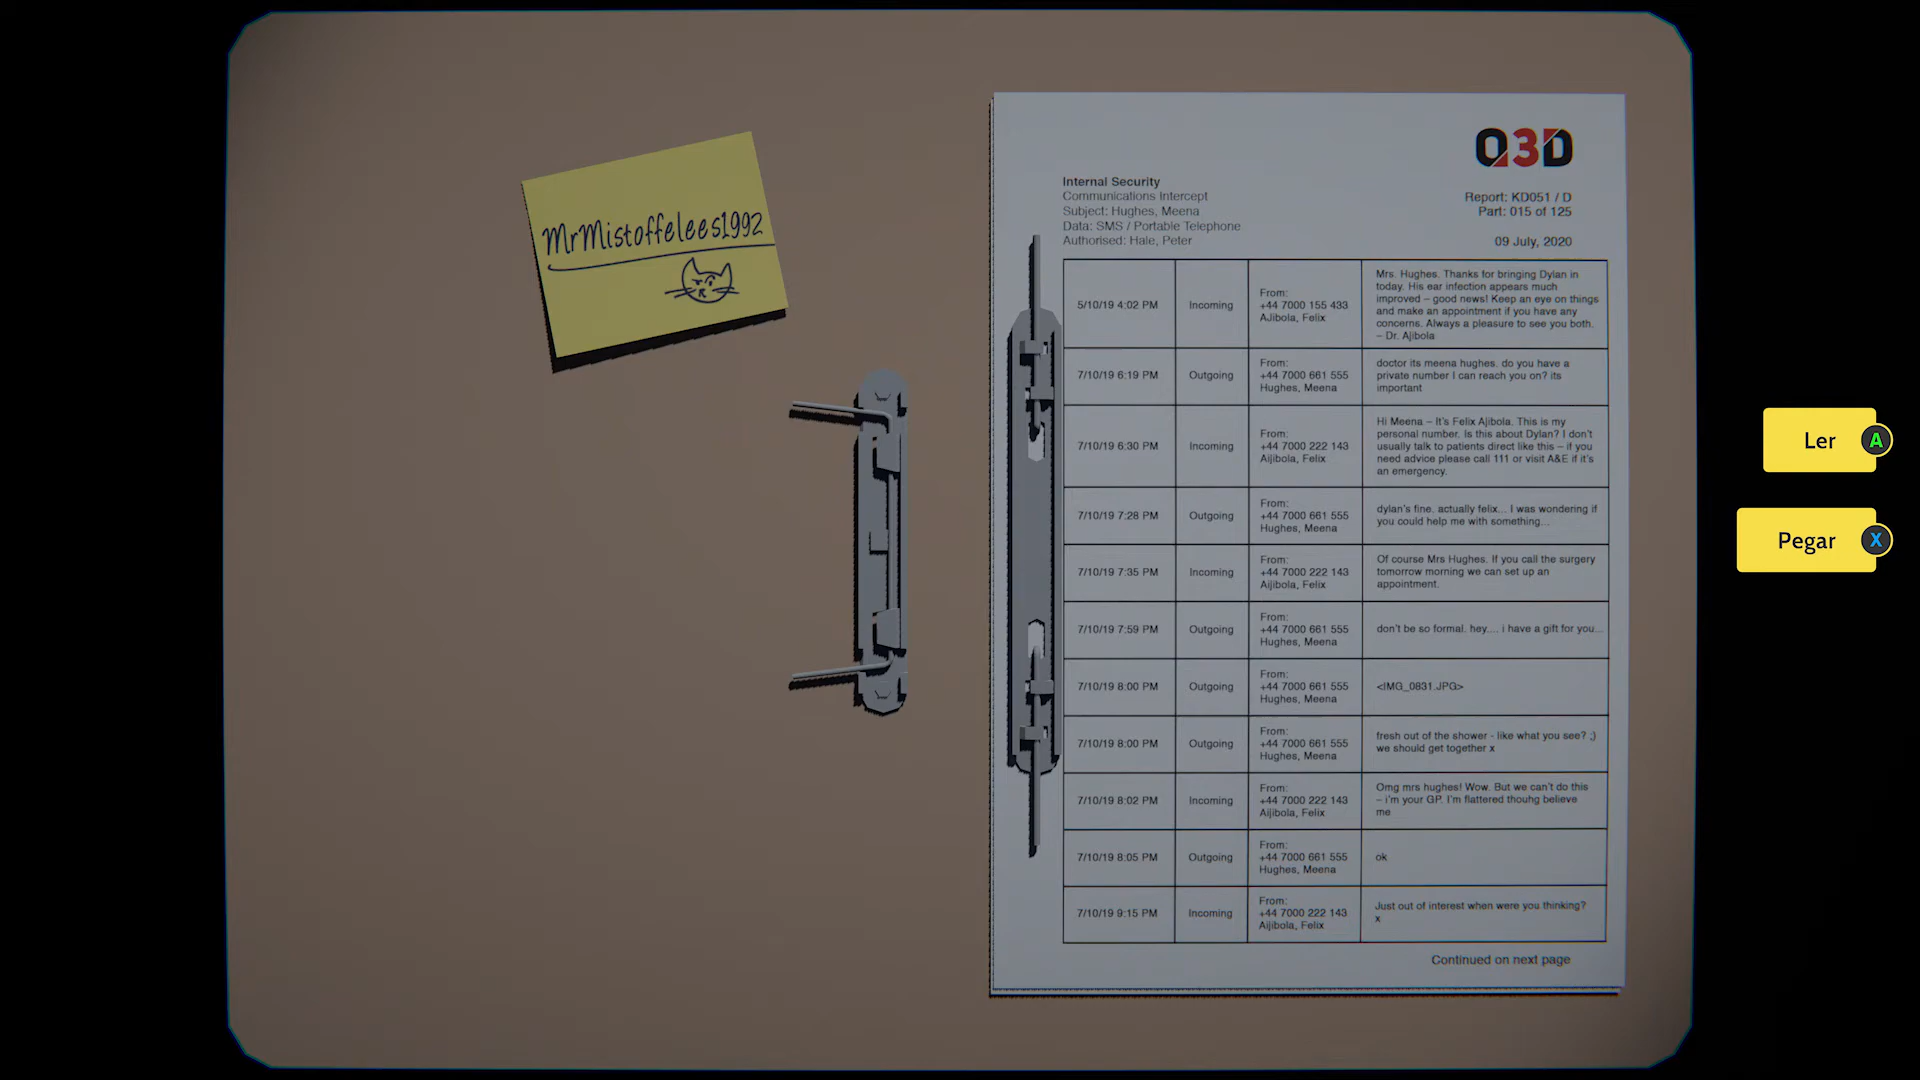 MrMistoffelees1992
Q3D
Internal Security
Communications Intercept
Subject: Hughes, Meena
Data: SMS / Portable Telephone
Authorised: Hale, Peter
Report: KD051 / D
Part: 015 of 125
09 July, 2020
5/10/19 4:02 PM
Incoming
From:
+44 7000 155 433
AJibola, Felix
Mrs. Hughes. Thanks for bringing Dylan in
today. His ear infection appears much
improved – good news! Keep an eye on things
and make an appointment if you have any
concerns. Always a pleasure to see you both.
– Dr. Ajibola
7/10/19 6:19 PM
Outgoing
From:
+44 7000 661 555
Hughes, Meena
doctor its meena hughes. do you have a
private number I can reach you on? its
important
7/10/19 6:30 PM
Incoming
From:
+44 7000 222 143
Aijibola, Felix
Hi Meena – It's Felix Ajibola. This is my
personal number. Is this about Dylan? I don't
usually talk to patients direct like this – if you
need advice please call 111 or visit A&E if it's
an emergency.
7/10/19 7:28 PM
Outgoing
From:
+44 7000 661 555
Hughes, Meena
dylan's fine. actually felix... I was wondering if
you could help me with something...
7/10/19 7:35 PM
Incoming
From:
+44 7000 222 143
Aijibola, Felix
Of course Mrs Hughes. If you call the surgery
tomorrow morning we can set up an
appointment.
7/10/19 7:59 PM
Outgoing
From:
+44 7000 661 555
Hughes, Meena
don't be so formal. hey.... i have a gift for you...
7/10/19 8:00 PM
Outgoing
From:
+44 7000 661 555
Hughes, Meena
<IMG_0831.JPG>
7/10/19 8:00 PM
Outgoing
From:
+44 7000 661 555
Hughes, Meena
fresh out of the shower - like what you see? ;)
we should get together x
7/10/19 8:02 PM
Incoming
From:
+44 7000 222 143
Aijibola, Felix
Omg mrs hughes! Wow. But we can't do this
– i'm your GP. I'm flattered thouhg believe
me
7/10/19 8:05 PM
Outgoing
From:
+44 7000 661 555
Hughes, Meena
ok
7/10/19 9:15 PM
Incoming
From:
+44 7000 222 143
Aijibola, Felix
Just out of interest when were you thinking?
x
Continued on next page
Ler A
Pegar X